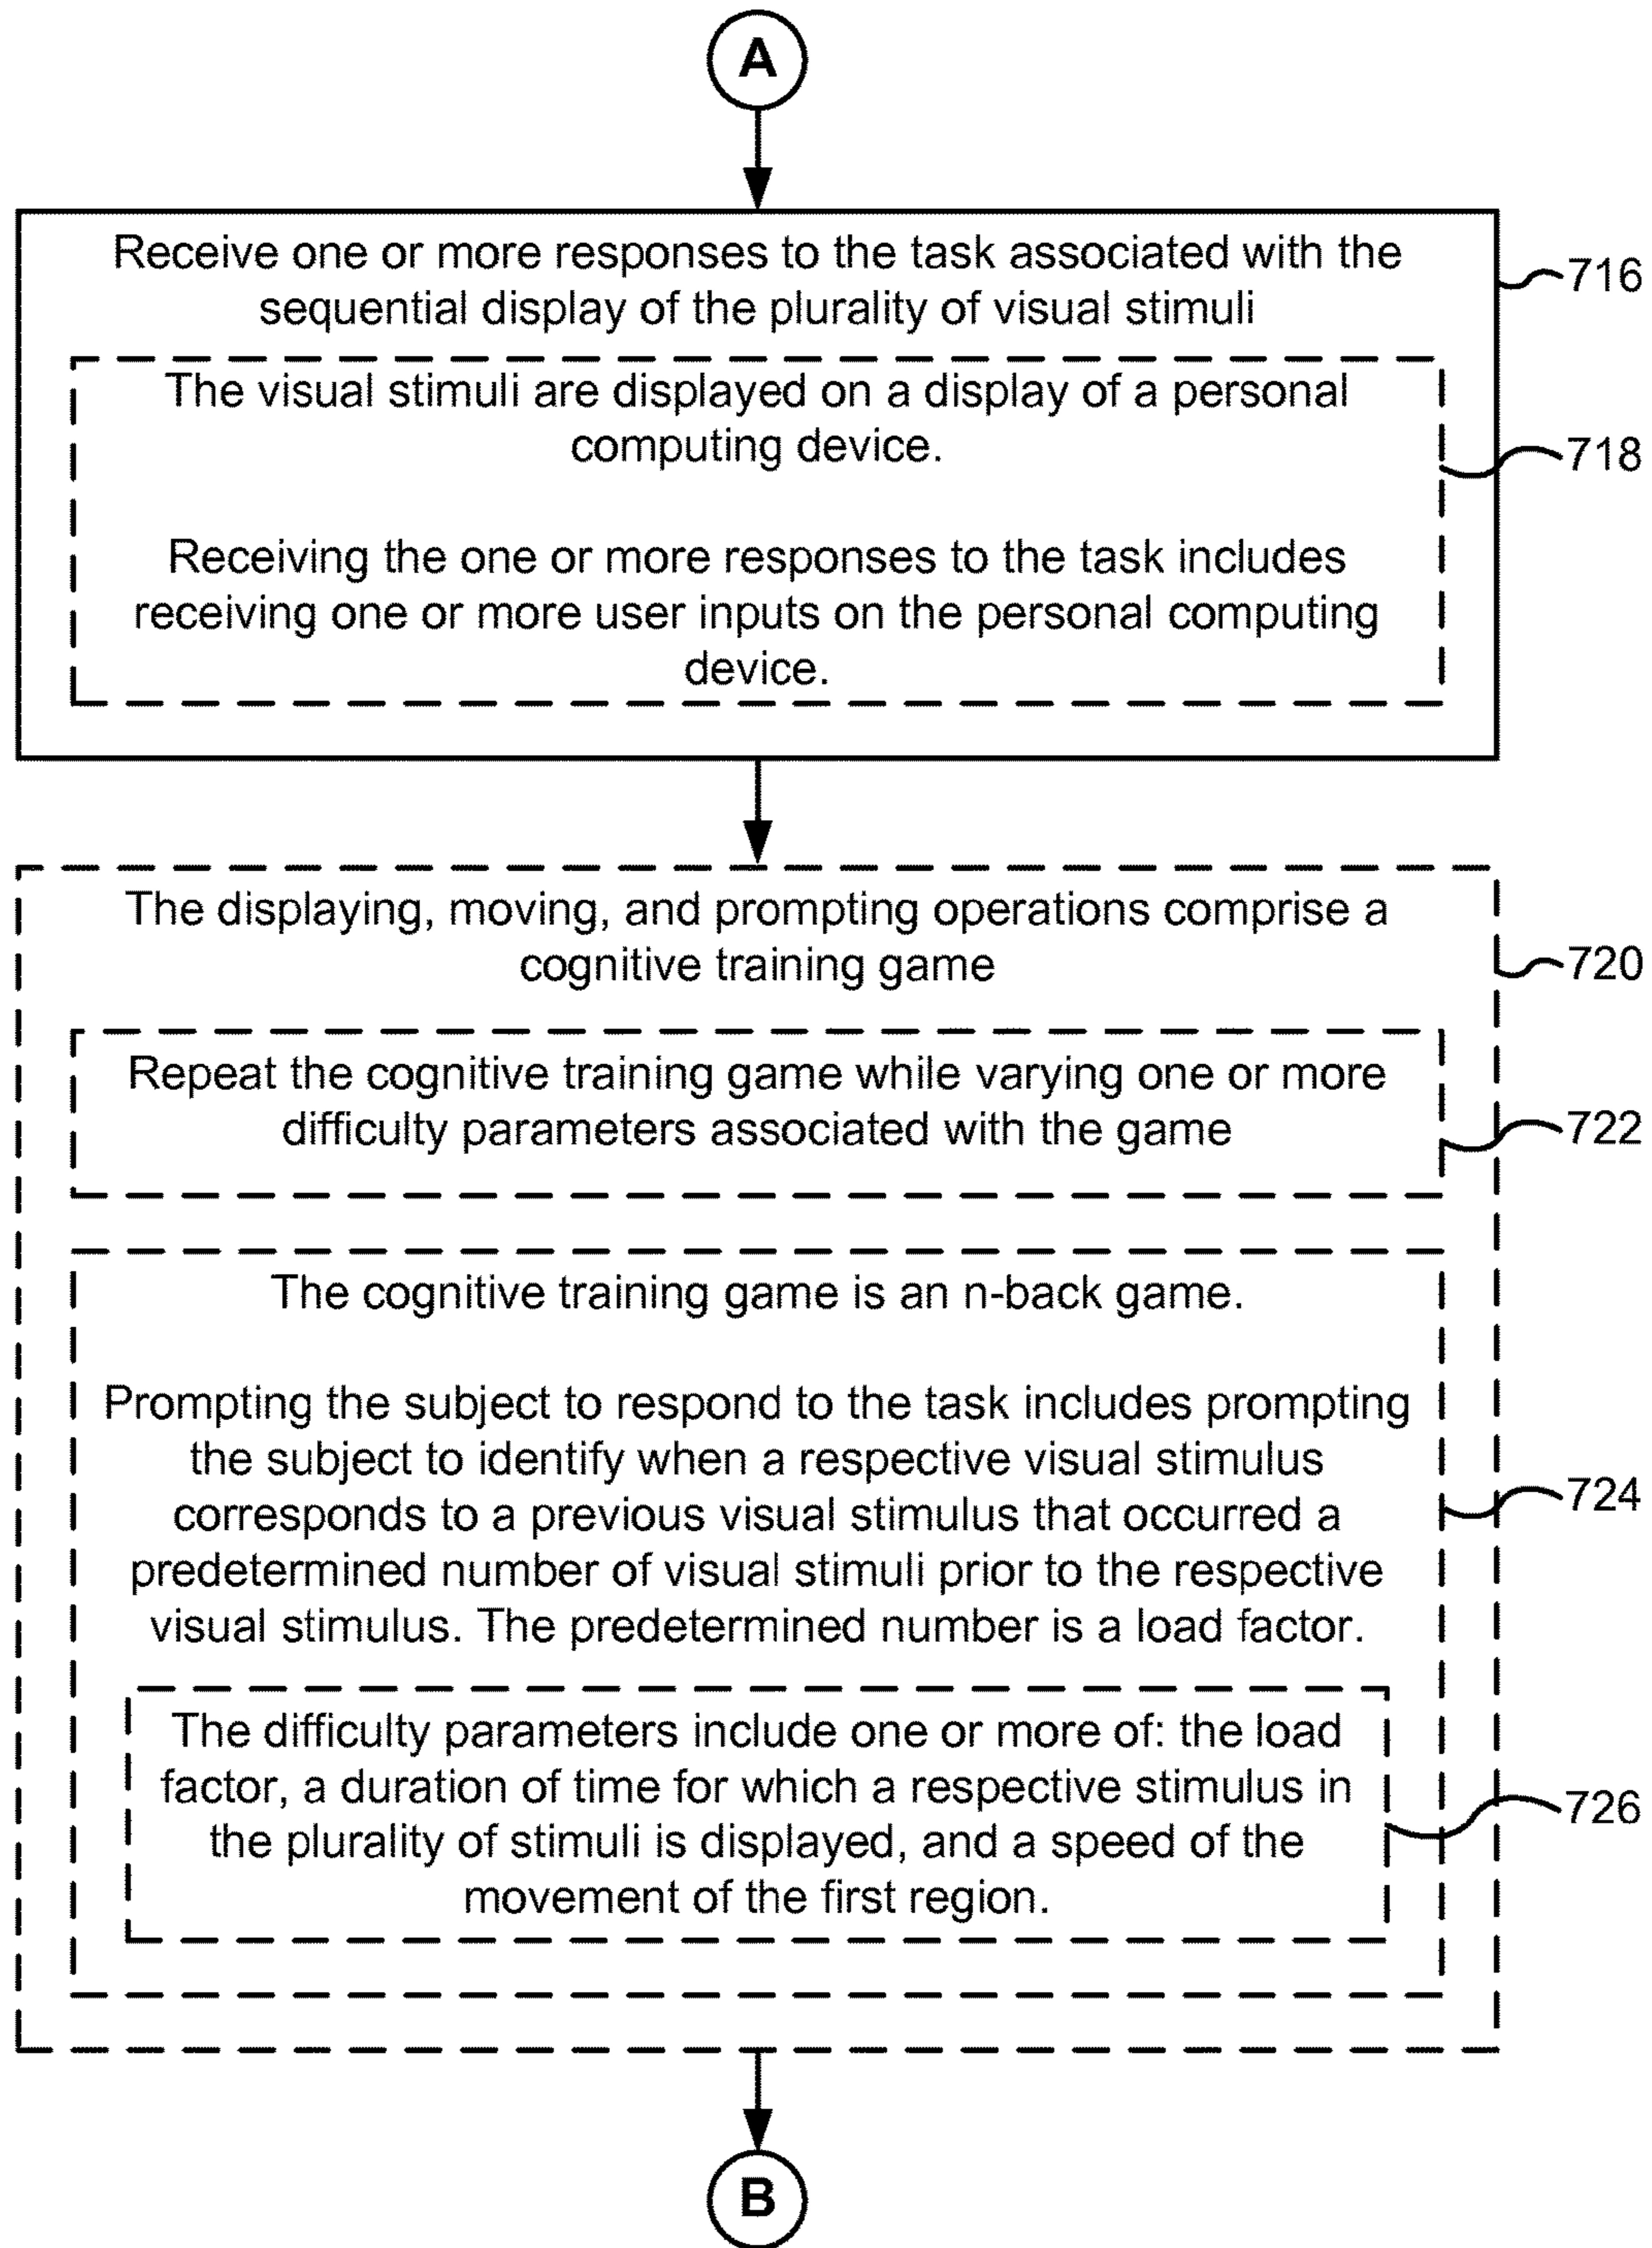 A
Receive one or more responses to the task associated with the
sequential display of the plurality of visual stimuli
716
The visual stimuli are displayed on a display of a personal
computing device.
718
Receiving the one or more responses to the task includes
receiving one or more user inputs on the personal computing
device.
The displaying, moving, and prompting operations comprise a
cognitive training game
720
Repeat the cognitive training game while varying one or more
difficulty parameters associated with the game
722
The cognitive training game is an n-back game.
Prompting the subject to respond to the task includes prompting
the subject to identify when a respective visual stimulus
corresponds to a previous visual stimulus that occurred a
predetermined number of visual stimuli prior to the respective
visual stimulus. The predetermined number is a load factor.
724
The difficulty parameters include one or more of: the load
factor, a duration of time for which a respective stimulus in
the plurality of stimuli is displayed, and a speed of the
movement of the first region.
726
B